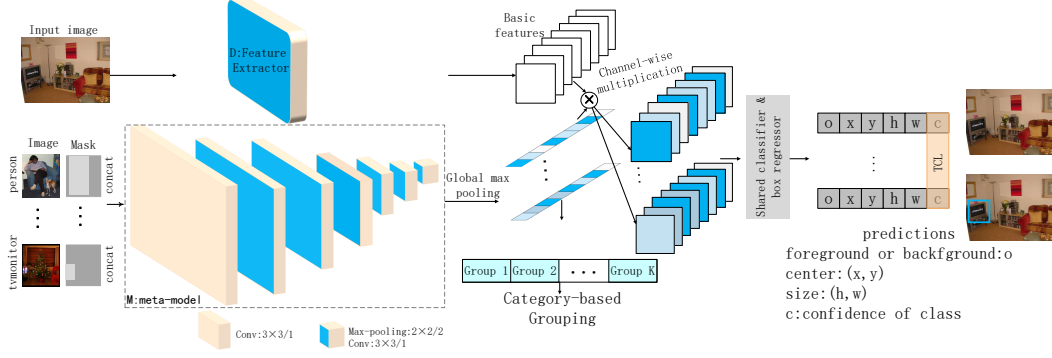 Input image
D:Feature
Extractor
Basic
features
Channel-wise
multiplication
person
Image
Mask
concat
tvmonitor
concat
M:meta-model
Global max
pooling
Group 1
Group 2
Group K
Category-based
Grouping
Shared classifier &
box regressor
o x y h w c
TCL
o x y h w c
predictions
foreground or backfground:o
center:(x,y)
size:(h,w)
c:confidence of class
Conv:3×3/1
Max-pooling:2×2/2
Conv:3×3/1